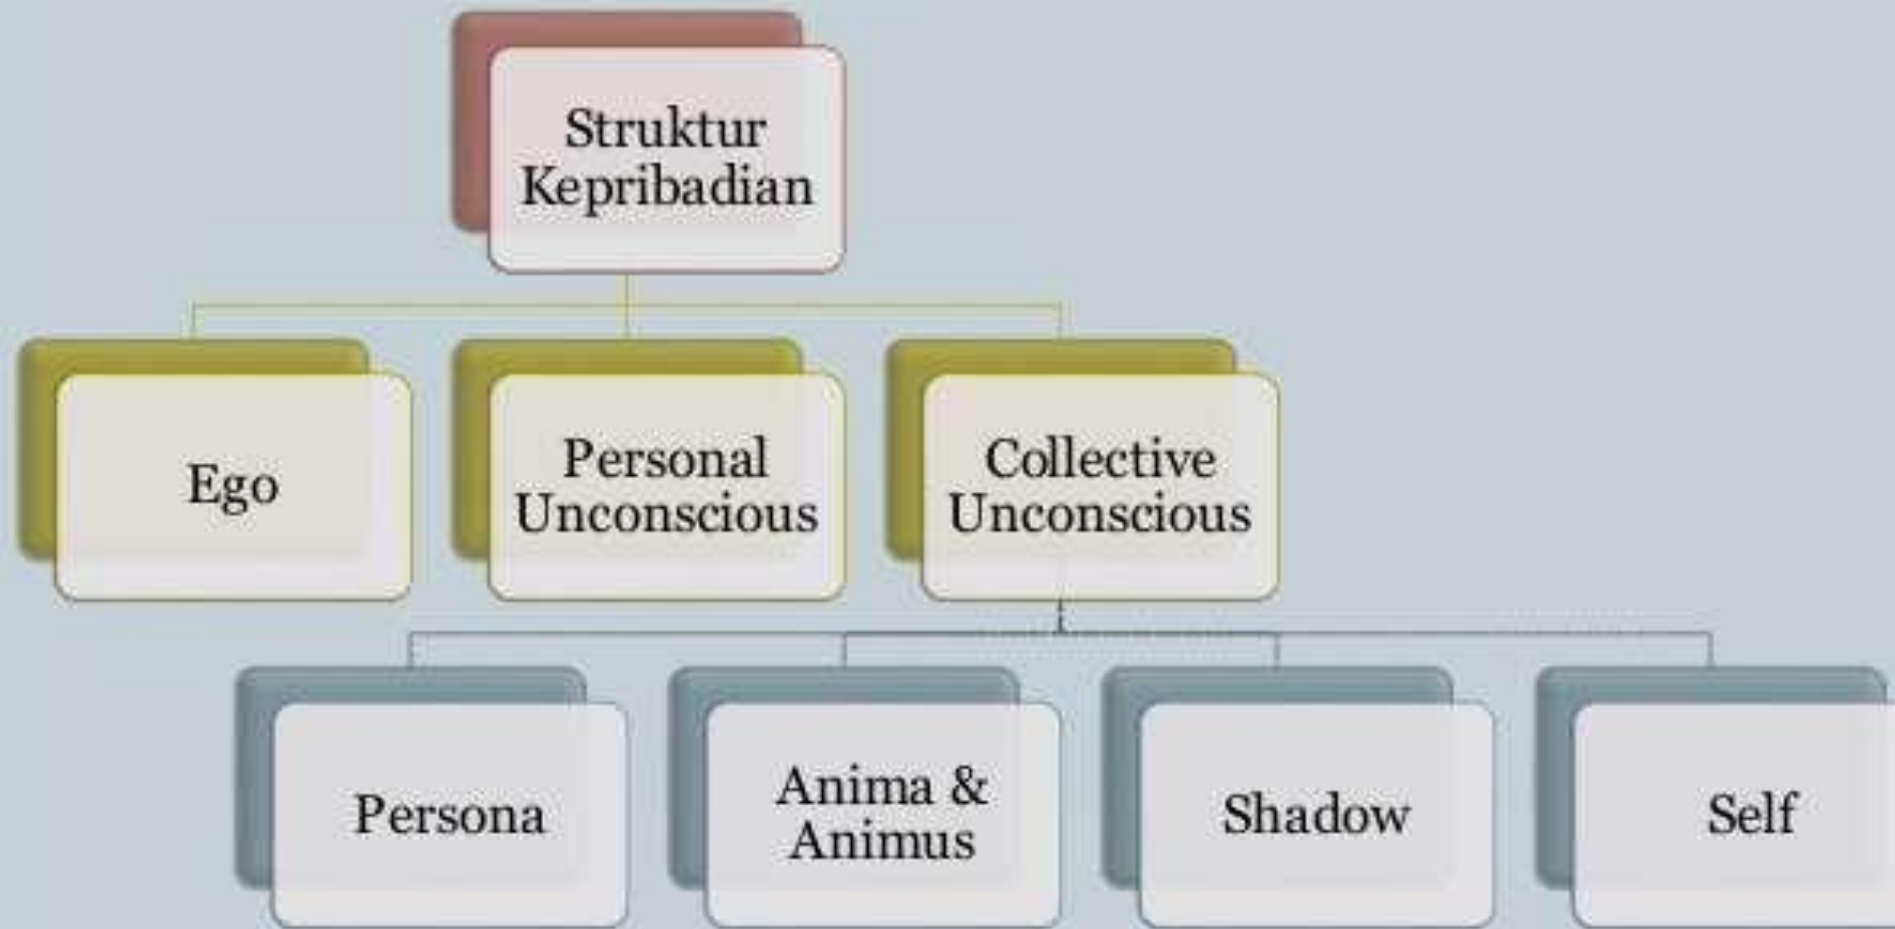 Struktur
Kepribadian
Ego
Personal
Unconscious
Collective
Unconscious
Persona
Anima &
Animus
Shadow
Self